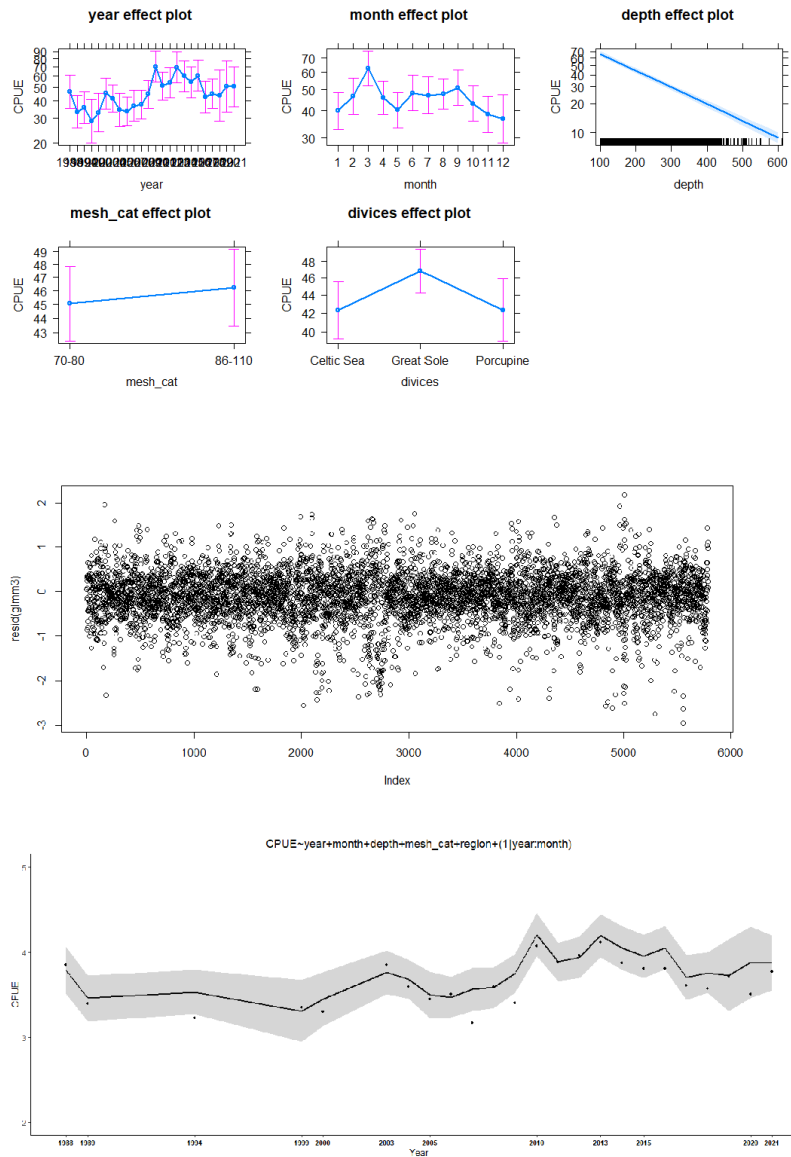 year effect plot
month effect plot
depth effect plot
90
80
70
60
50
40
30
20
CPUE
year
70
60
50
40
30
CPUE
1 2 3 4 5 6 7 8 9 10 11 12
month
70
60
50
40
30
20
10
CPUE
100 200 300 400 500 600
depth
mesh_cat effect plot
divices effect plot
49
48
47
46
45
44
43
CPUE
70-80 86-110
mesh_cat
48
46
44
42
40
CPUE
Celtic Sea Great Sole Porcupine
divices
2
1
0
-1
-2
-3
resid(glmm3)
0 1000 2000 3000 4000 5000 6000
Index
CPUE~year+month+depth+mesh_cat+region+(1|year:month)
5
4
3
2
CPUE
1988 1989 1994 1999 2000 2003 2005 2010 2013 2015 2020 2021
Year